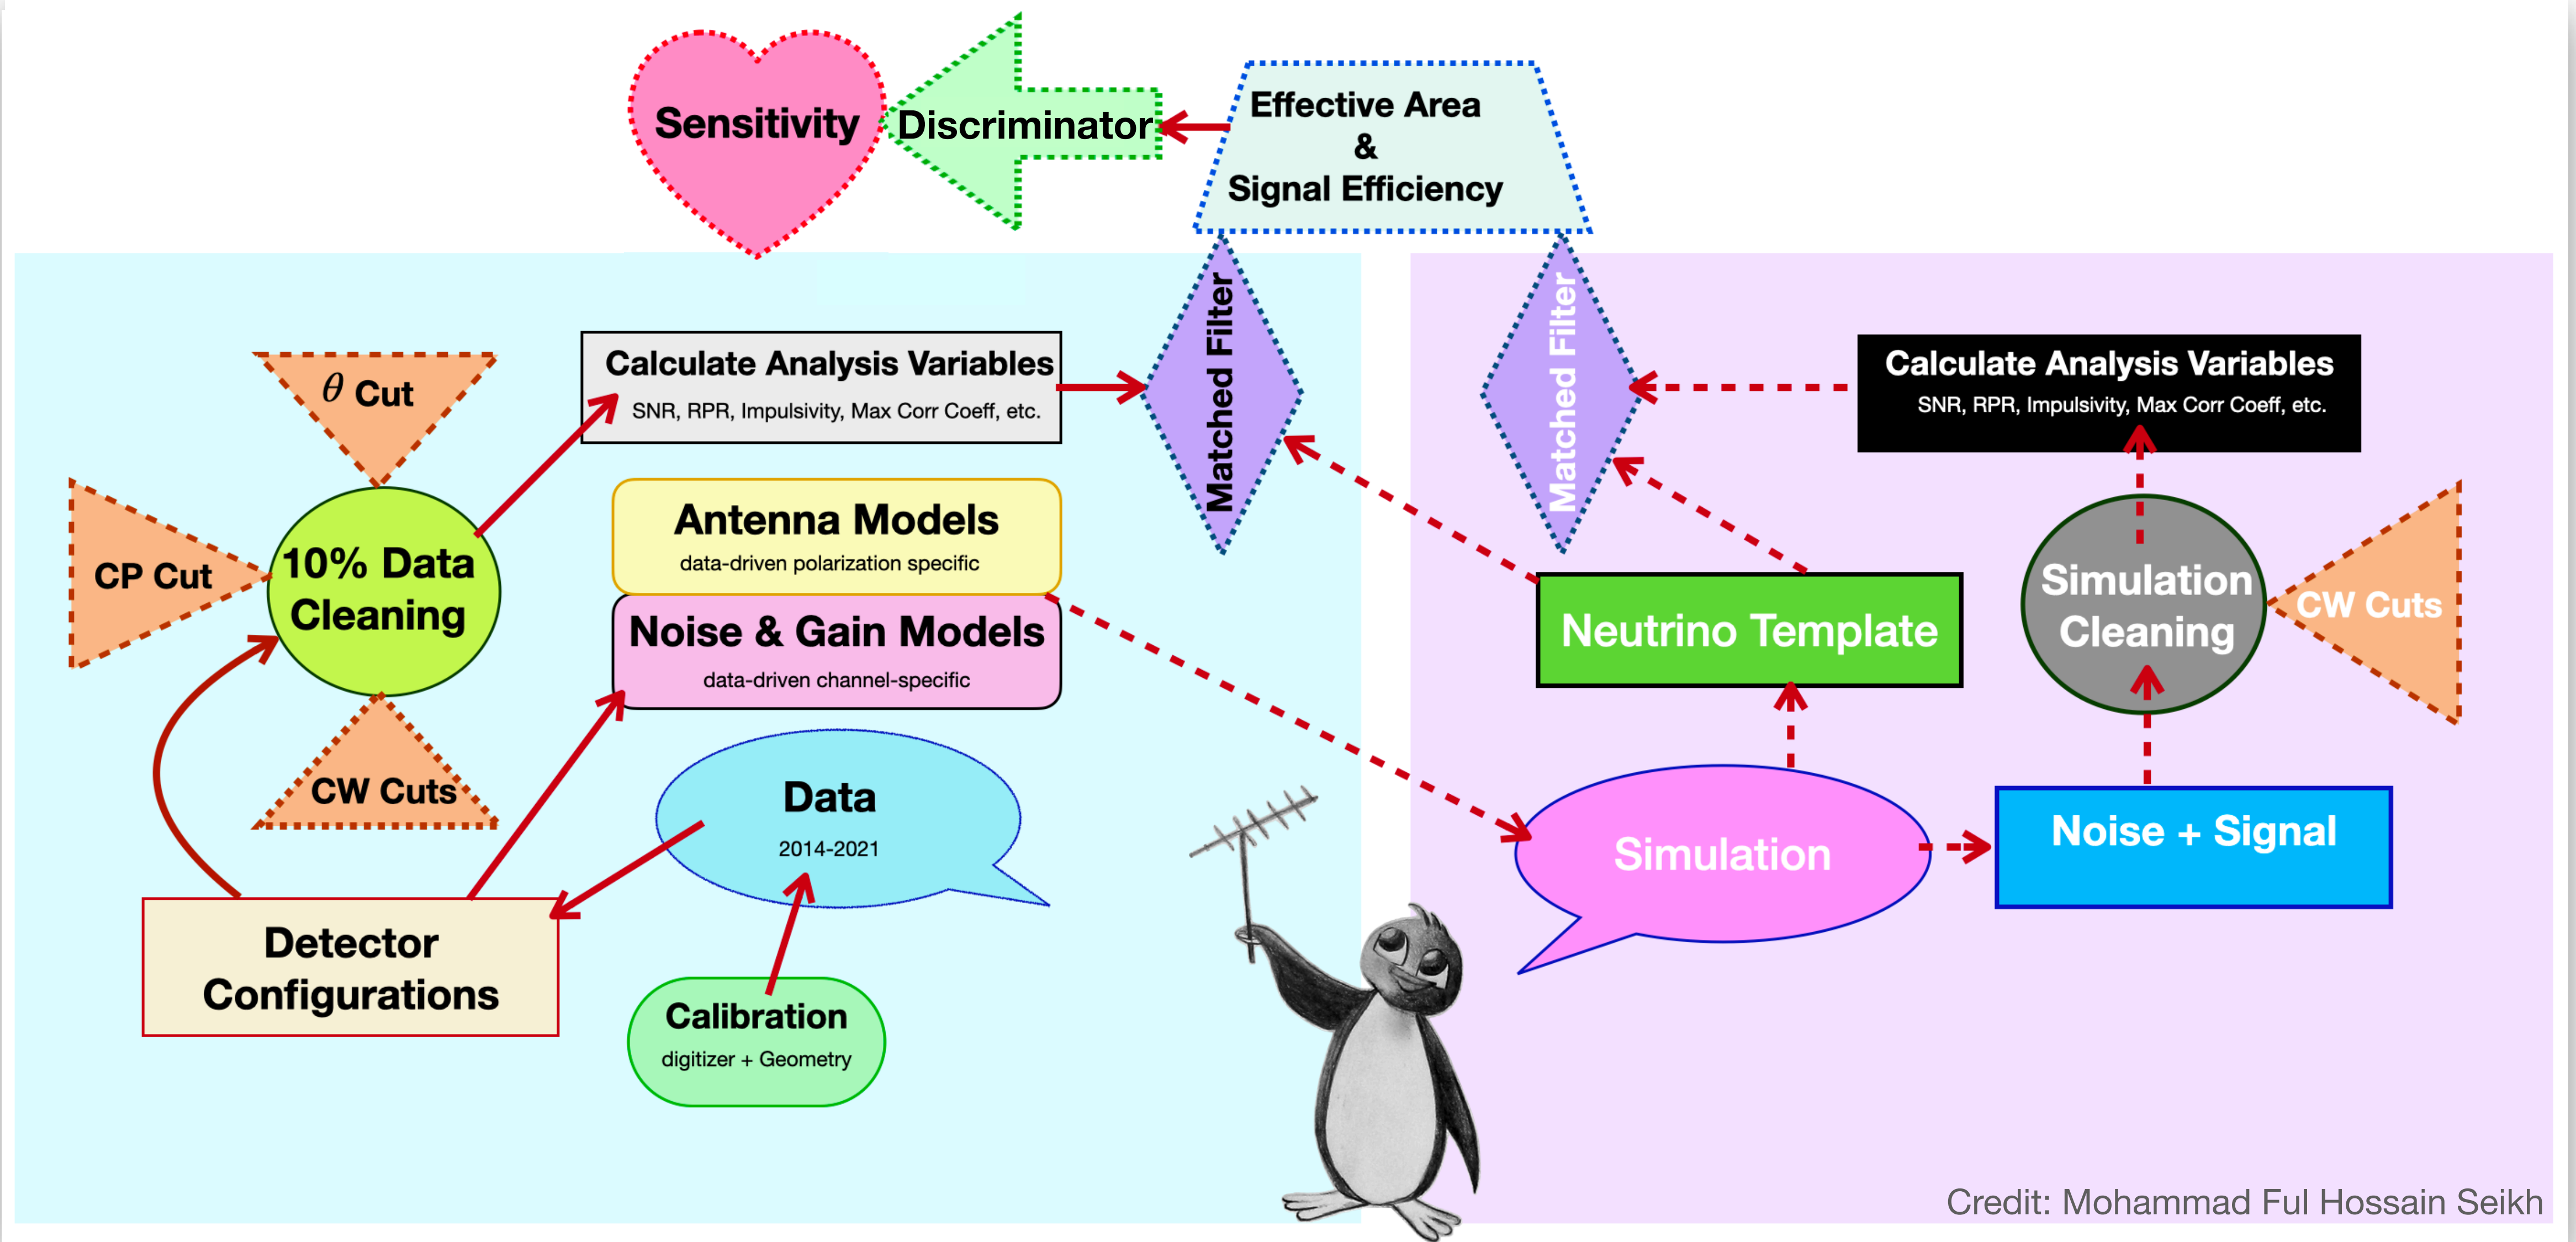 Sensitivity
Discriminator
Effective Area
&
Signal Efficiency
θ Cut
CP Cut
10% Data
Cleaning
CW Cuts
Calculate Analysis Variables
SNR, RPR, Impulsivity, Max Corr Coeff, etc.
Matched Filter
Antenna Models
data-driven polarization specific
Noise & Gain Models
data-driven channel-specific
Data
2014-2021
Detector
Configurations
Calibration
digitizer + Geometry
Matched Filter
Calculate Analysis Variables
SNR, RPR, Impulsivity, Max Corr Coeff, etc.
Neutrino Template
Simulation
Cleaning
CW Cuts
Simulation
Noise + Signal
Credit: Mohammad Ful Hossain Seikh